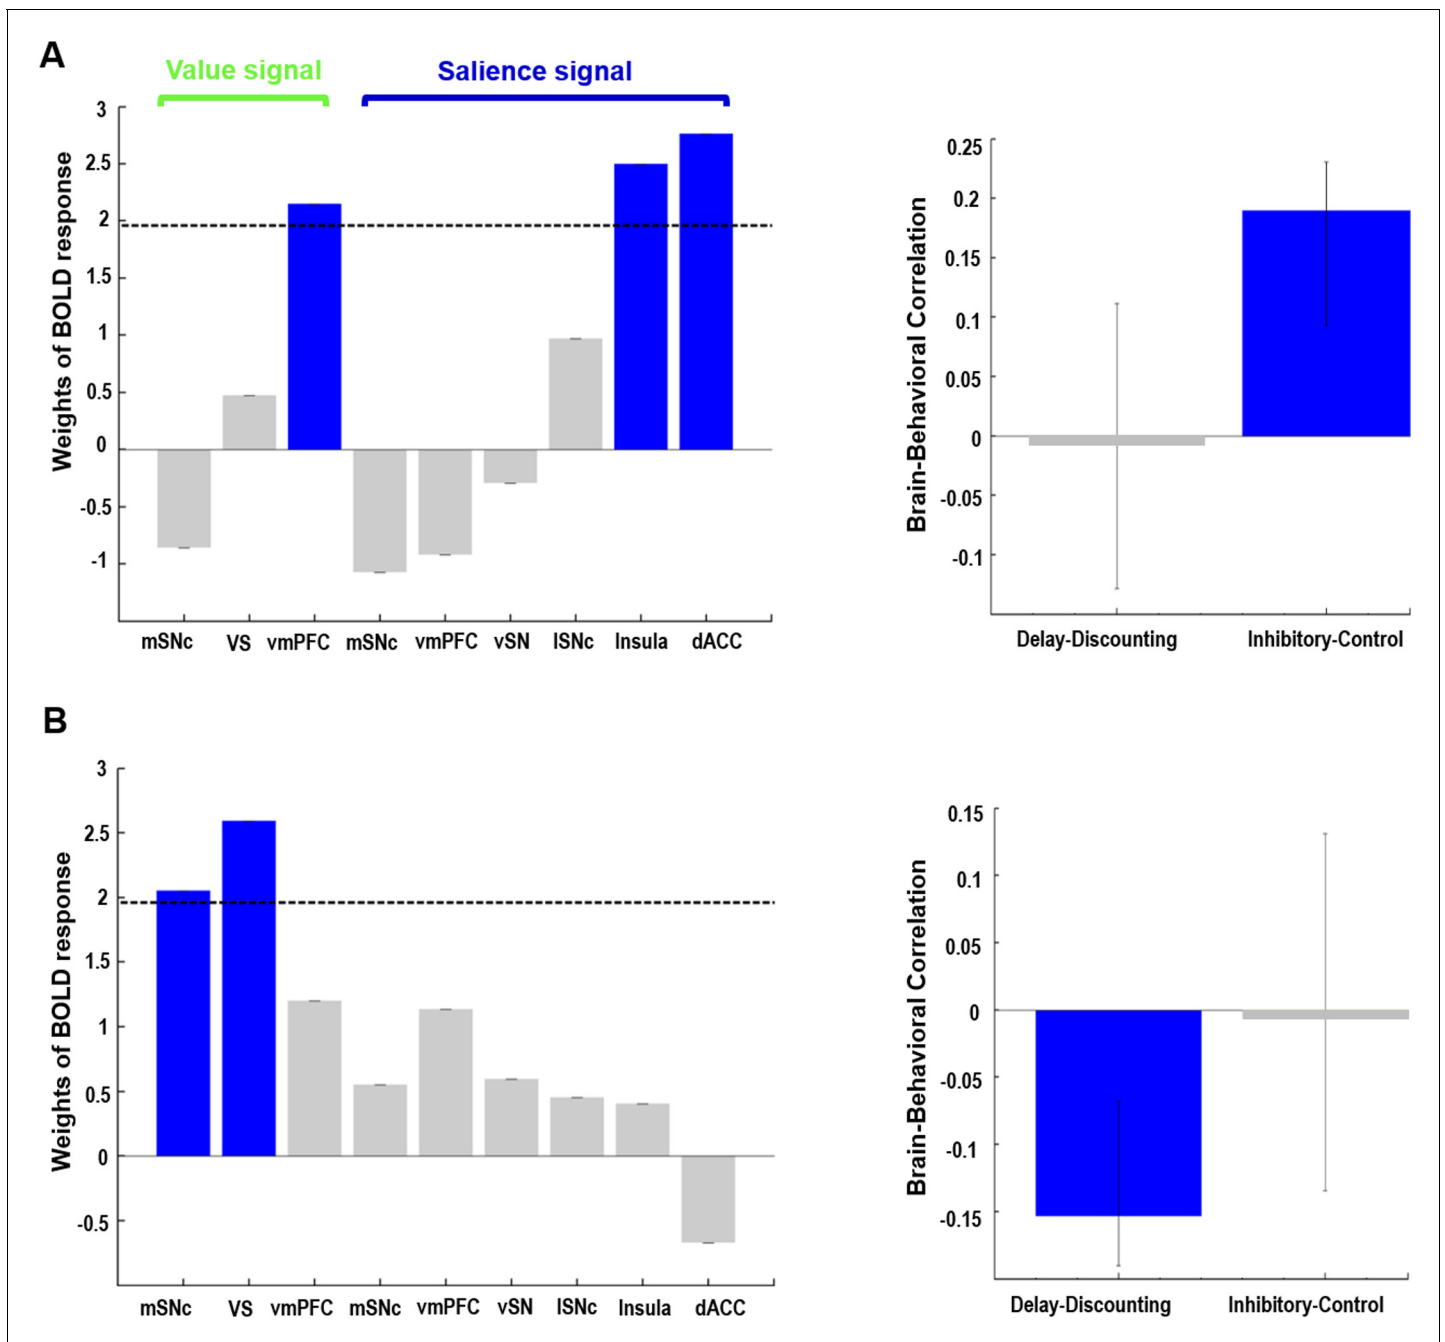 A
Value signal
Salience signal
Weights of BOLD response
3
2.5
2
1.5
1
0.5
0
-0.5
-1
mSNc VS vmPFC mSNc vmPFC vSN lSNc Insula dACC
Brain-Behavioral Correlation
0.25
0.2
0.15
0.1
0.05
0
-0.05
-0.1
Delay-Discounting Inhibitory-Control
B
Weights of BOLD response
3
2.5
2
1.5
1
0.5
0
-0.5
mSNc VS vmPFC mSNc vmPFC vSN lSNc Insula dACC
Brain-Behavioral Correlation
0.15
0.1
0.05
0
-0.05
-0.1
-0.15
Delay-Discounting Inhibitory-Control